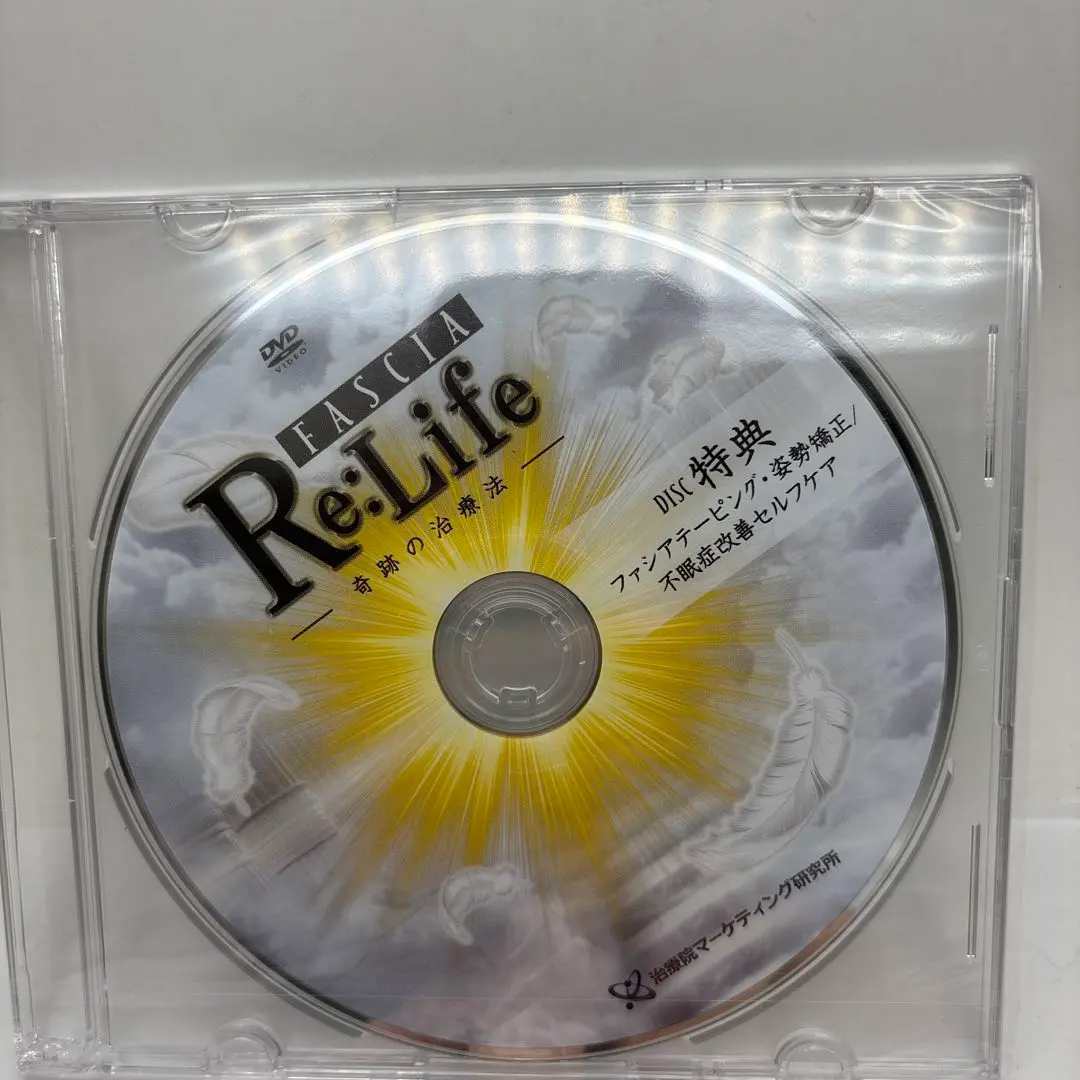 DVD
VIDEO
FASCIA
Re:Life
奇跡の治療法
DISC 特典
ファシアテーピング・姿勢矯正/
不眠症改善セルフケア
治療院マーケティング研究所